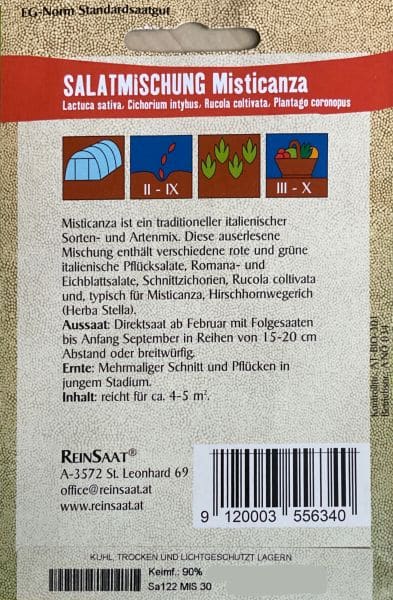 EG-Norm Standardsaatgut
SALATMiSCHUNG Misticanza
Lactuca sativa, Cichorium intybus, Rucola coltivata, Plantago coronopus
II - IX
III - X
Misticanza ist ein traditioneller italienischer
Sorten- und Artenmix. Diese auserlesene
Mischung enthält verschiedene rote und grüne
italienische Pflücksalate, Romana- und
Eichblattsalate, Schnittzichorien, Rucola coltivata
und, typisch für Misticanza, Hirschhornwegerich
(Herba Stella).
Aussaat: Direktsaat ab Februar mit Folgesaaten
bis Anfang September in Reihen von 15-20 cm
Abstand oder breitwürfig.
Ernte: Mehrmaliger Schnitt und Pflücken in
jungem Stadium.
Inhalt: reicht für ca. 4-5 m².
REINSAAT®
A-3572 St. Leonhard 69
office@reinsaat.at
www.reinsaat.at
9 120003 556340
Kontrollnr. AT-BIO-301
KÜHL, TROCKEN UND LICHTGESCHÜTZT LAGERN
Keimf.: 90%
Sa122 MIS 30